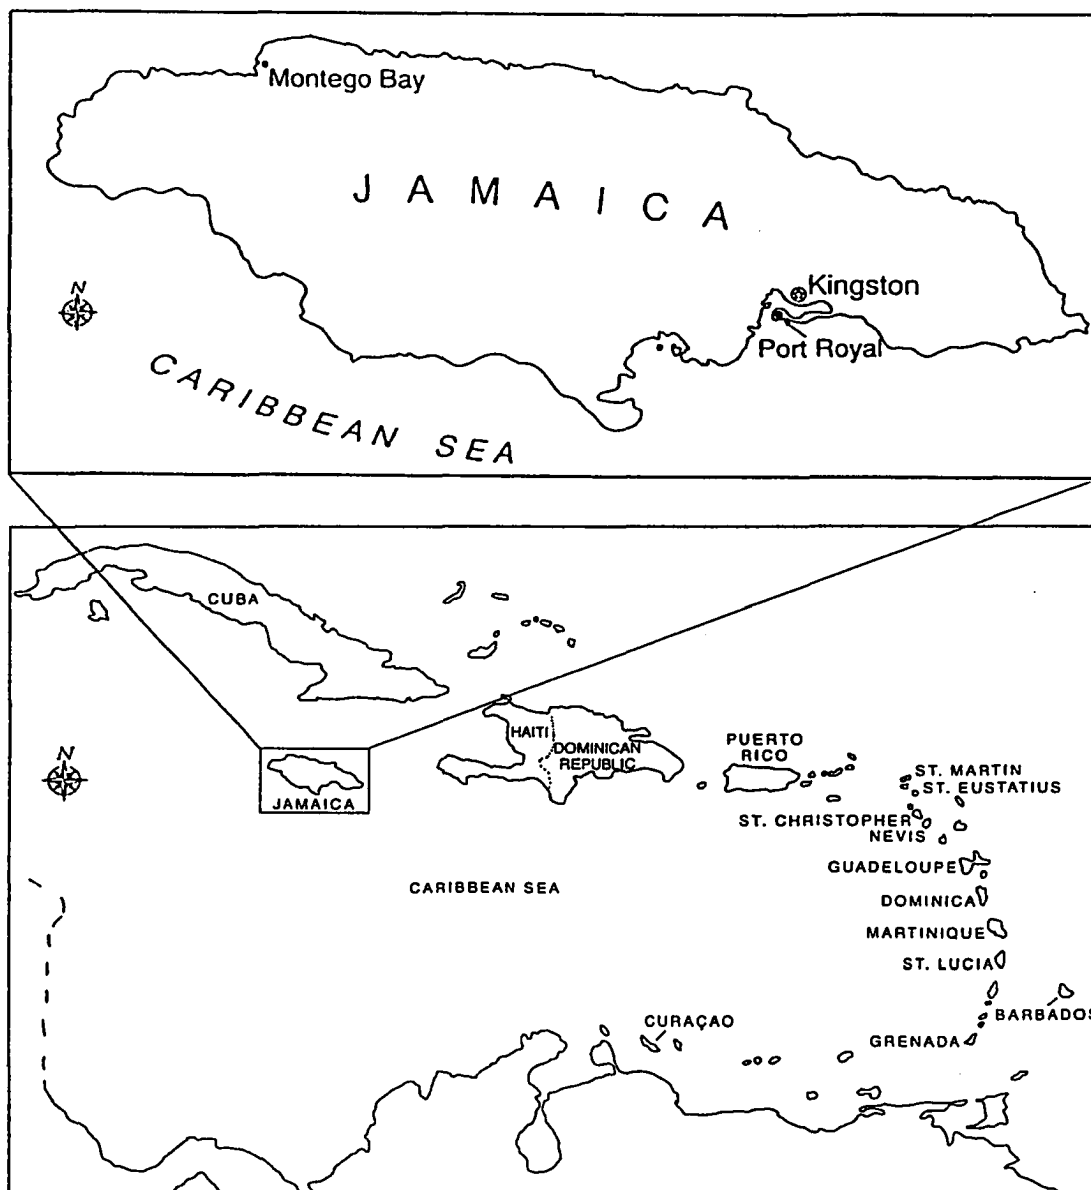 Montego Bay
JAMAICA
Kingston
Port Royal
N
CARIBBEAN SEA
CUBA
HAITI
DOMINICAN
REPUBLIC
PUERTO
RICO
N
JAMAICA
ST. MARTIN
ST. EUSTATIUS
ST. CHRISTOPHER
NEVIS
GUADELOUPE
CARIBBEAN SEA
DOMINICA
MARTINIQUE
ST. LUCIA
BARBADOS
CURAÇAO
GRENADA